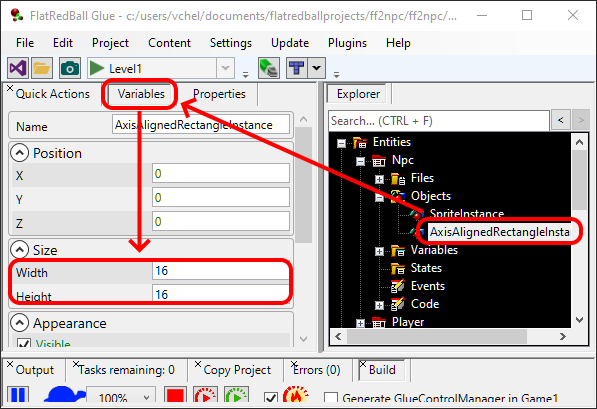 FlatRedBall Glue - c:/users/vchel/documents/flatredballprojects/ff2npc/ff2npc/...
File Edit Project Content Settings Update Plugins Help
Level1
Quick Actions Variables Properties
Name AxisAlignedRectangleInstance
Position
X 0
Y 0
Z 0
Size
Width 16
Height 16
Appearance
Visible
Explorer
Search... (CTRL + F) < >
Entities
Npc
Files
Objects
SpriteInstance
AxisAlignedRectangleInsta
Variables
States
Events
Code
Player
Output Tasks remaining: 0 Copy Project Errors (0) Build
100% Generate GlueControlManager in Game1